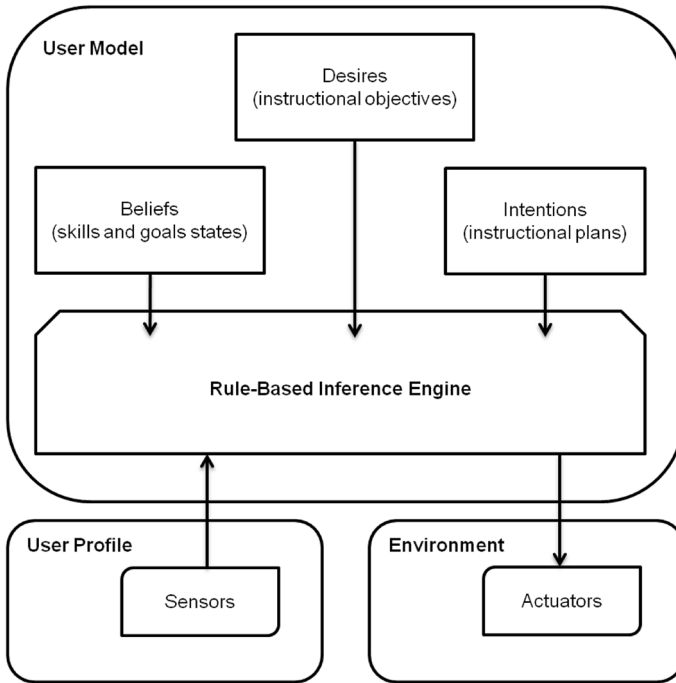 User Model
Desires
(instructional objectives)
Beliefs
(skills and goals states)
Intentions
(instructional plans)
Rule-Based Inference Engine
User Profile
Sensors
Environment
Actuators